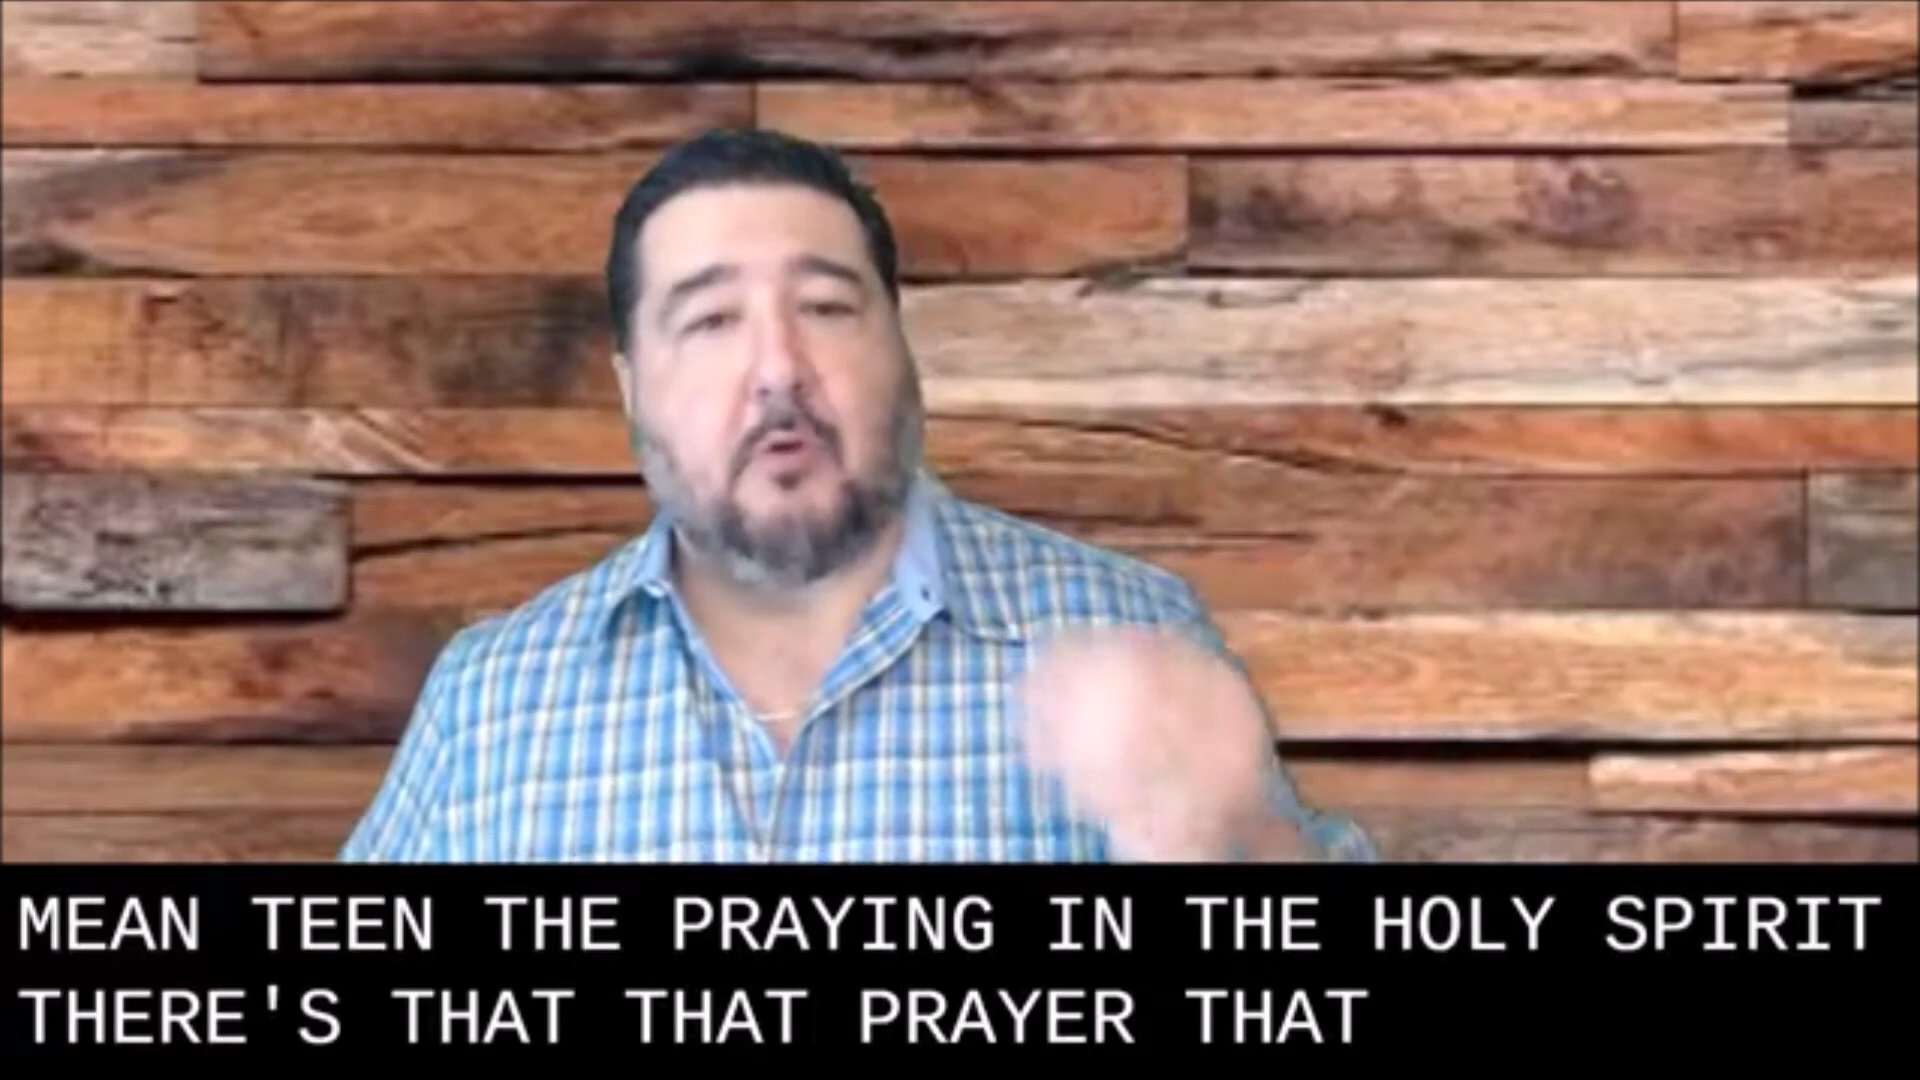 MEAN TEEN THE PRAYING IN THE HOLY SPIRIT
THERE'S THAT THAT PRAYER THAT